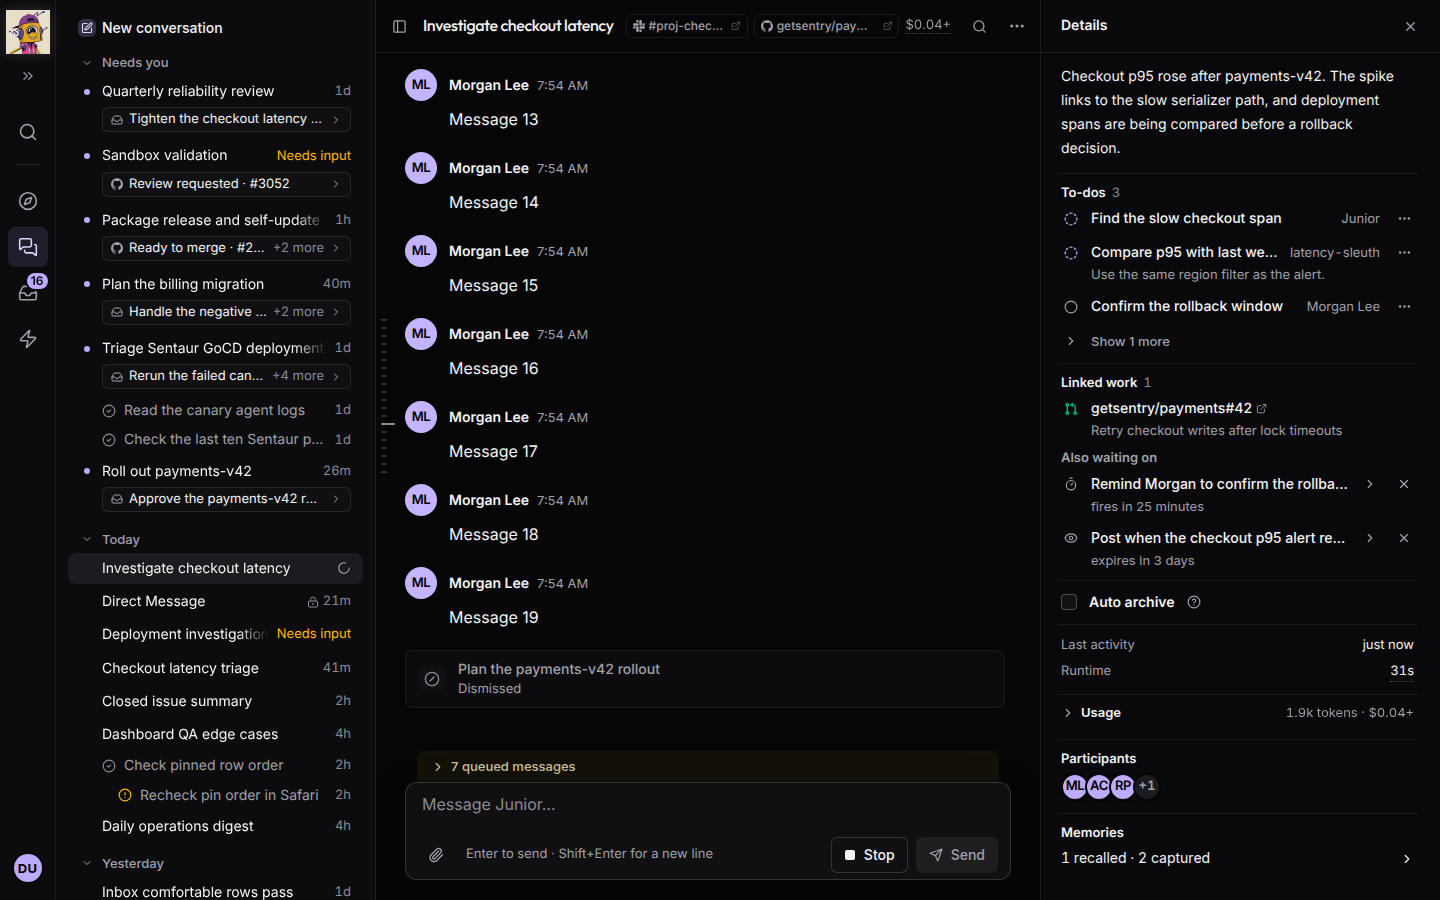 New conversation
Needs you
Quarterly reliability review 1d
Tighten the checkout latency ...
Sandbox validation Needs input
Review requested · #3052
Package release and self-update 1h
Ready to merge · #2... +2 more
Plan the billing migration 40m
Handle the negative ... +2 more
Triage Sentaur GoCD deployment 1d
Rerun the failed can... +4 more
Read the canary agent logs 1d
Check the last ten Sentaur p... 1d
Roll out payments-v42 26m
Approve the payments-v42 r...
Today
Investigate checkout latency
Direct Message 21m
Deployment investigation Needs input
Checkout latency triage 41m
Closed issue summary 2h
Dashboard QA edge cases 4h
Check pinned row order 2h
Recheck pin order in Safari 2h
Daily operations digest 4h
Yesterday
Inbox comfortable rows pass 1d
16
DU
Investigate checkout latency
#proj-chec...
getsentry/pay...
$0.04+
ML Morgan Lee 7:54 AM
Message 13
ML Morgan Lee 7:54 AM
Message 14
ML Morgan Lee 7:54 AM
Message 15
ML Morgan Lee 7:54 AM
Message 16
ML Morgan Lee 7:54 AM
Message 17
ML Morgan Lee 7:54 AM
Message 18
ML Morgan Lee 7:54 AM
Message 19
Plan the payments-v42 rollout
Dismissed
7 queued messages
Message Junior...
Enter to send · Shift+Enter for a new line
Stop
Send
Details
Checkout p95 rose after payments-v42. The spike
links to the slow serializer path, and deployment
spans are being compared before a rollback
decision.
To-dos 3
Find the slow checkout span Junior
Compare p95 with last we... latency-sleuth
Use the same region filter as the alert.
Confirm the rollback window Morgan Lee
Show 1 more
Linked work 1
getsentry/payments#42
Retry checkout writes after lock timeouts
Also waiting on
Remind Morgan to confirm the rollba...
fires in 25 minutes
Post when the checkout p95 alert re...
expires in 3 days
Auto archive
Last activity just now
Runtime 31s
Usage 1.9k tokens · $0.04+
Participants
ML AC RP +1
Memories
1 recalled · 2 captured